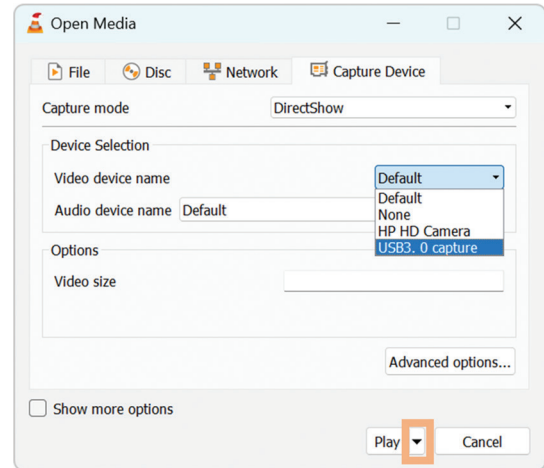 Open Media
File Disc Network Capture Device
Capture mode DirectShow
Device Selection
Video device name Default
Default
Audio device name Default
None
HP HD Camera
Options
USB3. 0 capture
Video size
Advanced options...
Show more options
Play Cancel